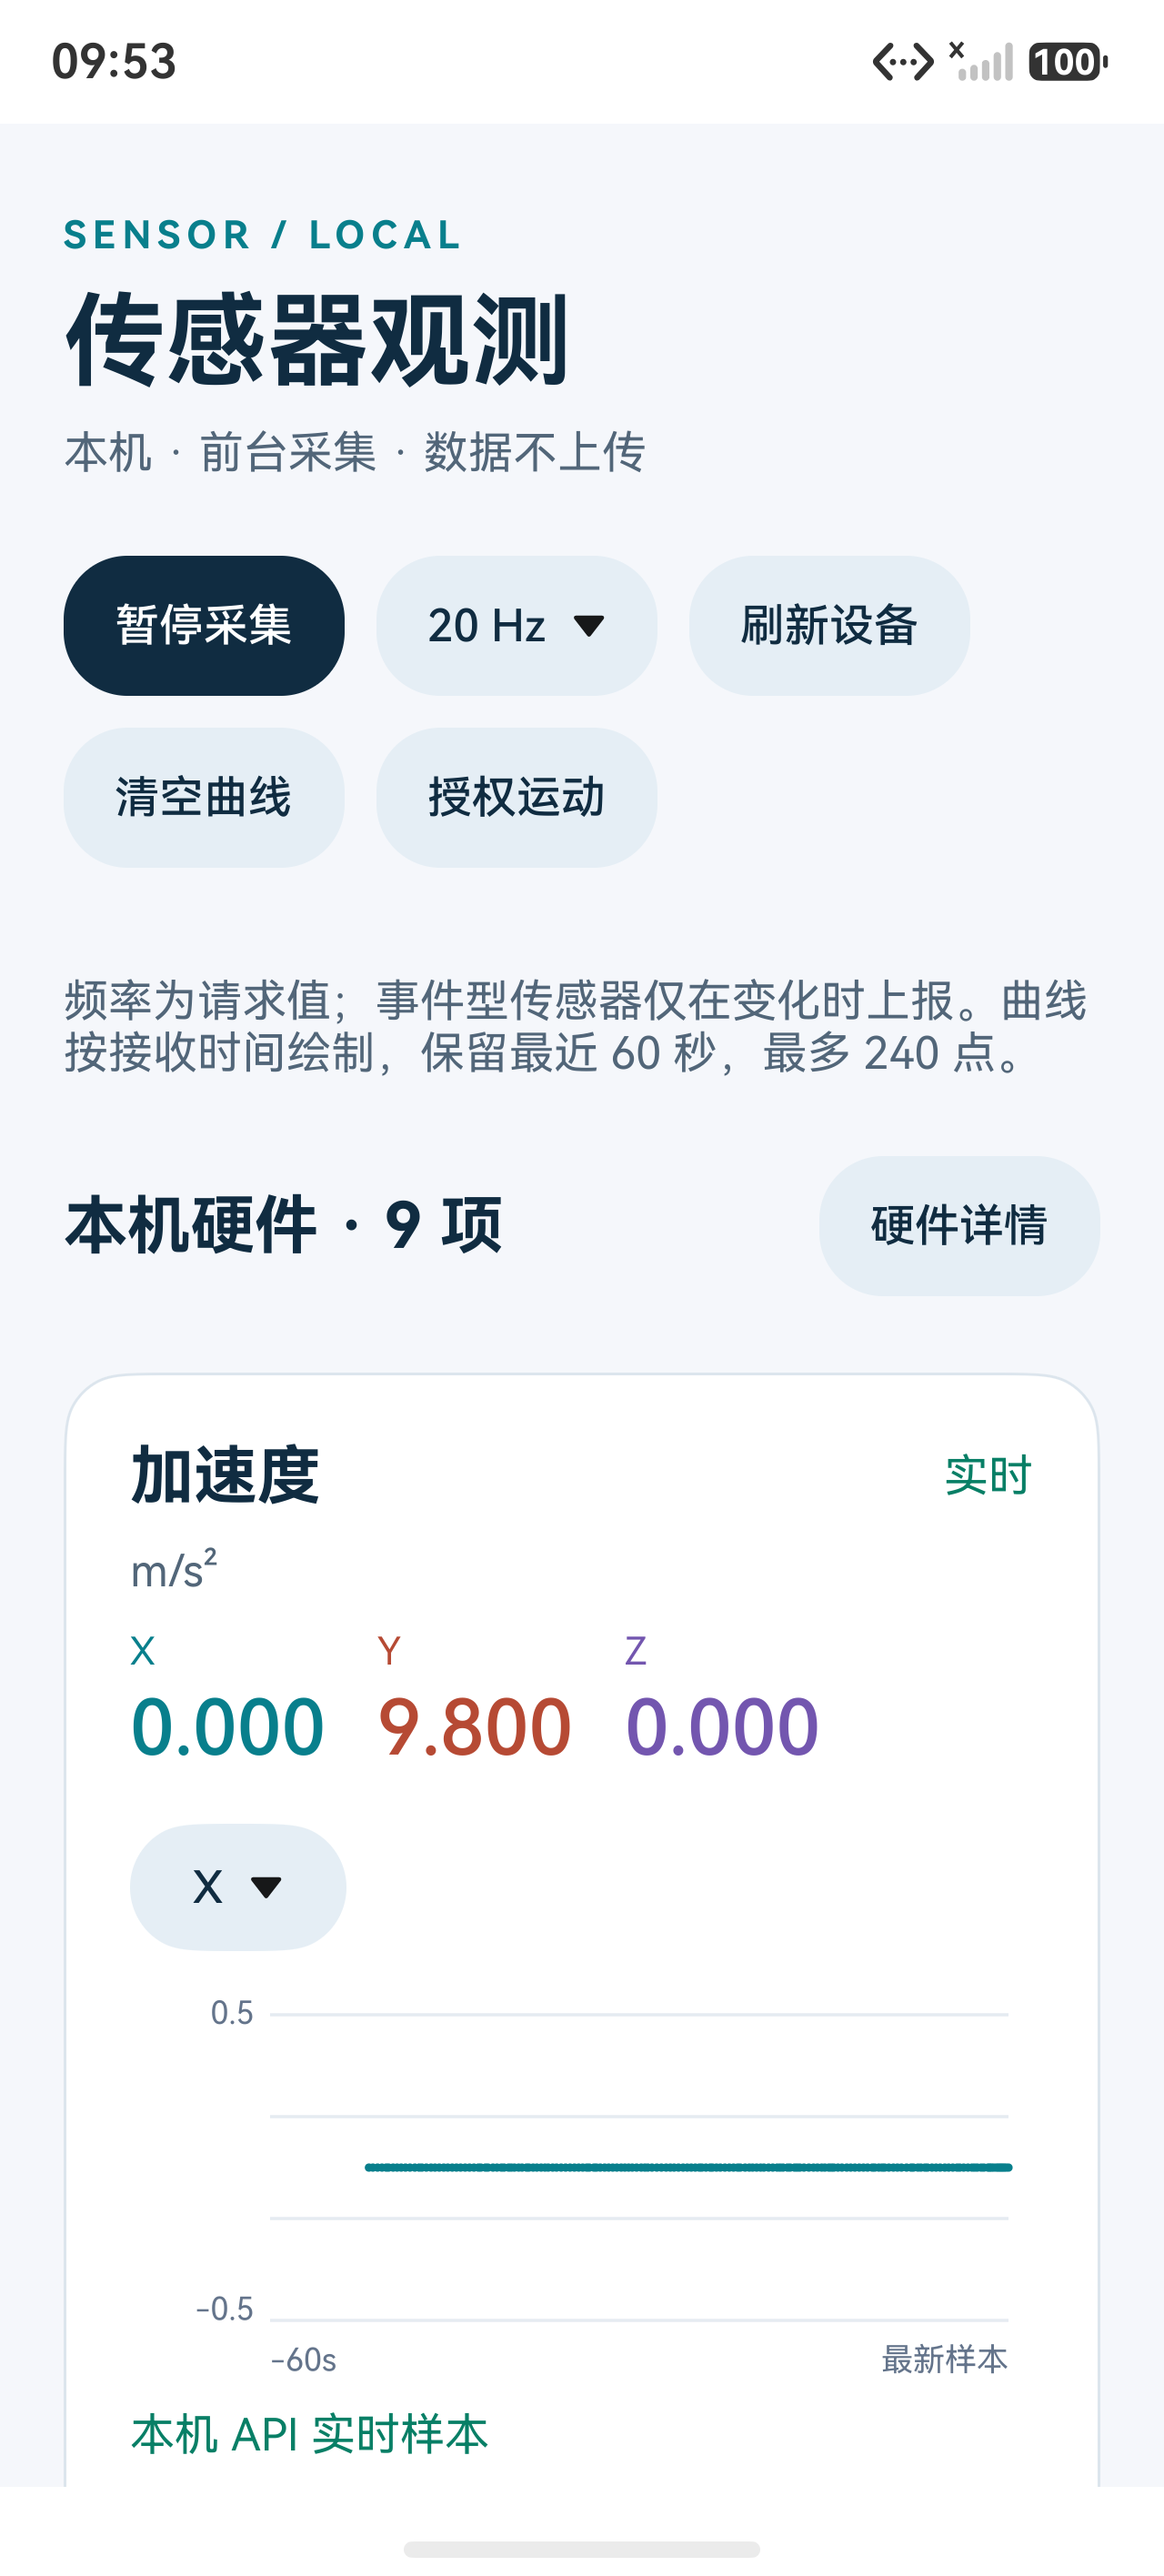 09:53
100
SENSOR / LOCAL
传感器观测
本机 · 前台采集 · 数据不上传
暂停采集
20 Hz
刷新设备
清空曲线
授权运动
频率为请求值；事件型传感器仅在变化时上报。曲线
按接收时间绘制，保留最近 60 秒，最多 240 点。
本机硬件 · 9 项
硬件详情
加速度
实时
m/s²
X Y Z
0.000 9.800 0.000
X
0.5
-0.5
-60s
最新样本
本机 API 实时样本